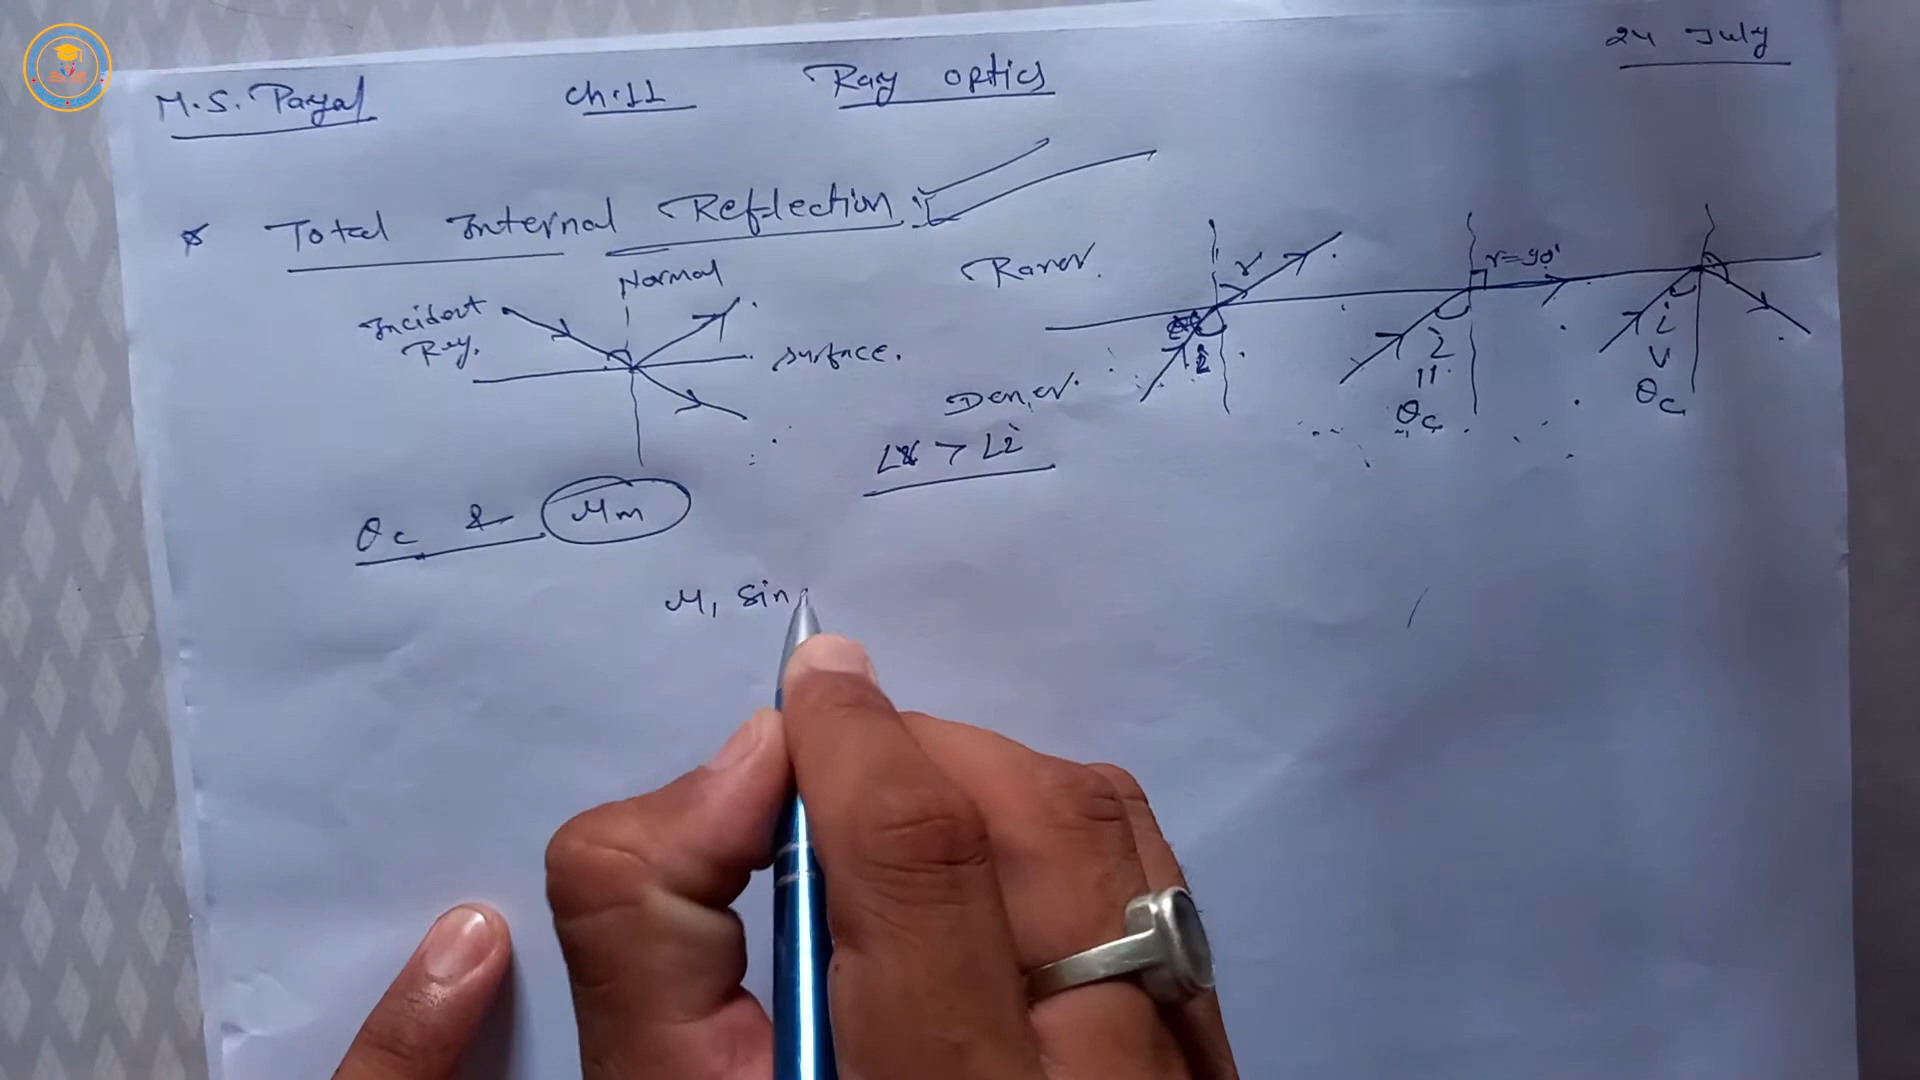 M.S. Payal ch.11 Ray optics 24 July
Total Internal Reflection :
Normal
Incident
Ray.
surface.
Rarer.
Denser.
r
i
r=90°
i
=
θc
i
>
θc
∠r > ∠i
θc & μm
μ1 sin